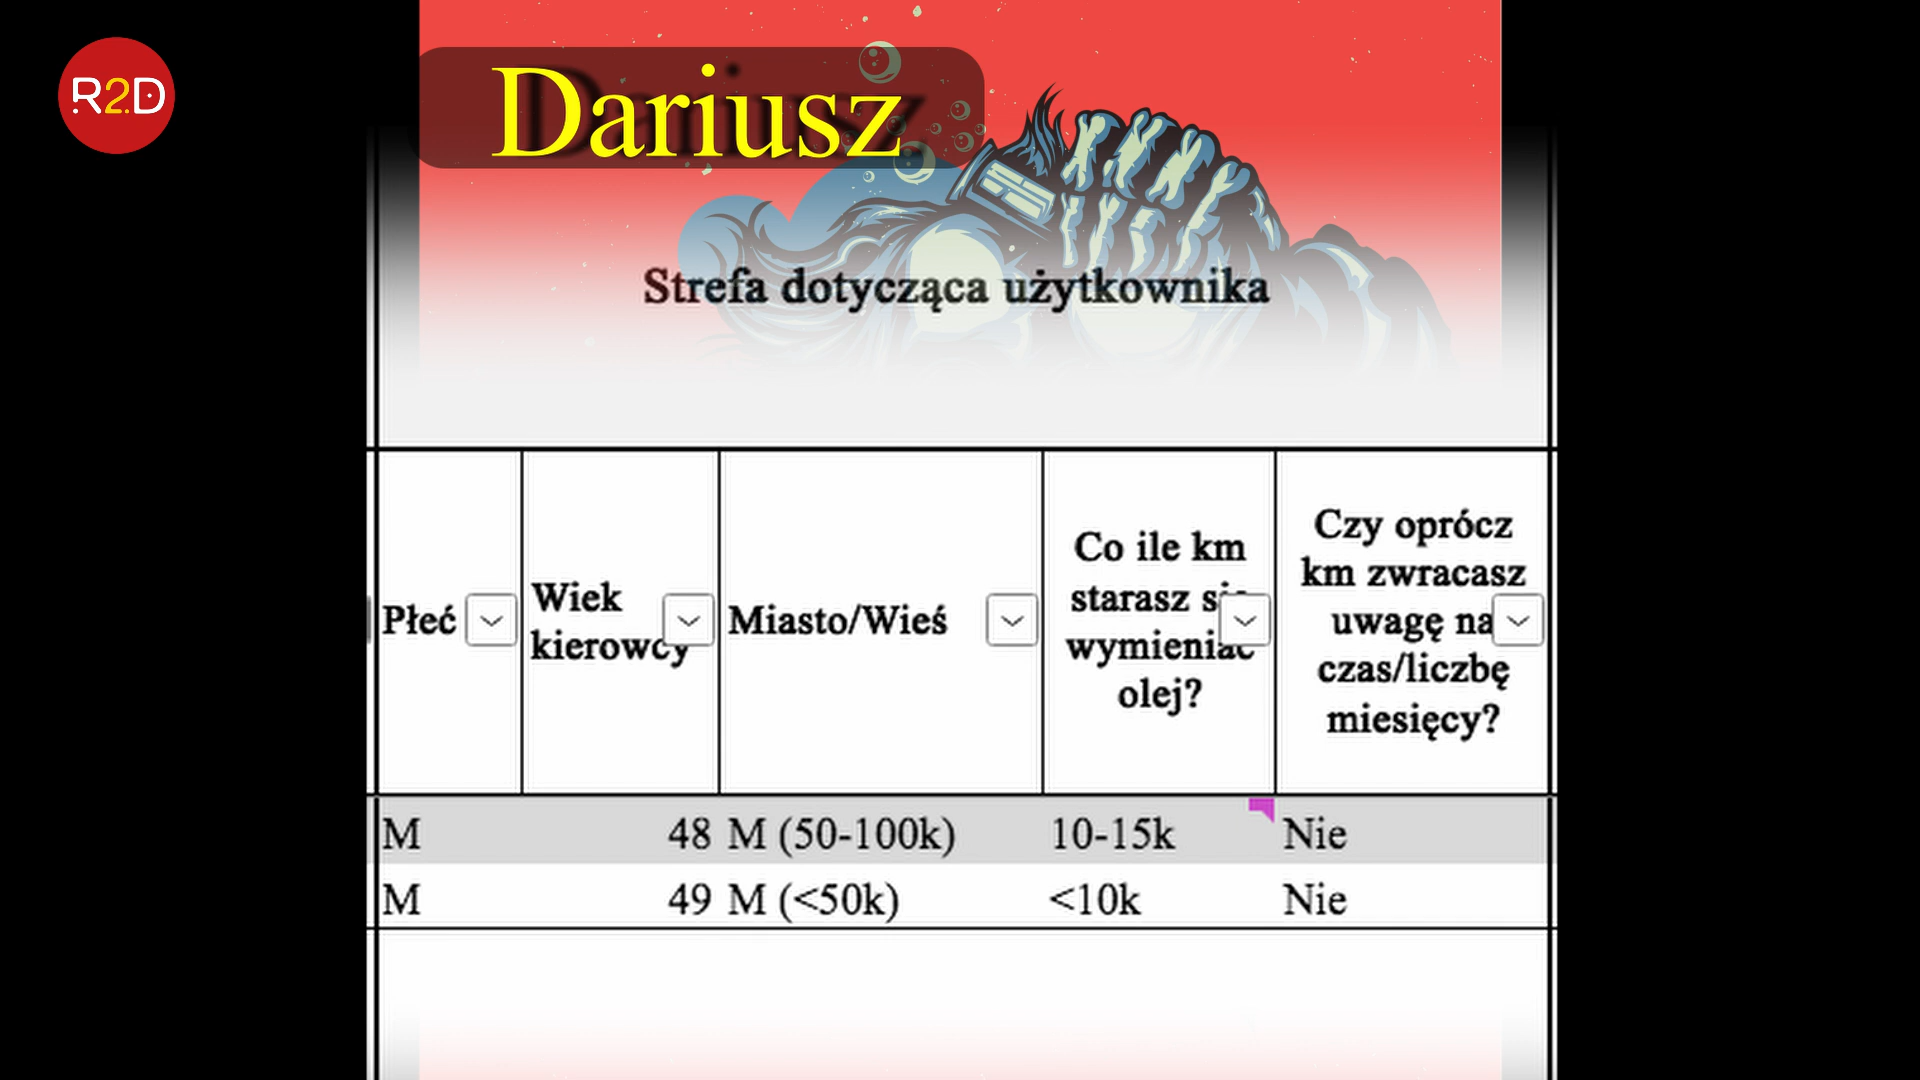 R2D
Dariusz
Strefa dotycząca użytkownika
Płeć
Wiek
kierowcy
Miasto/Wieś
Co ile km
starasz się
wymieniać
olej?
Czy oprócz
km zwracasz
uwagę na
czas/liczbę
miesięcy?
M 48 M (50-100k) 10-15k Nie
M 49 M (<50k) <10k Nie